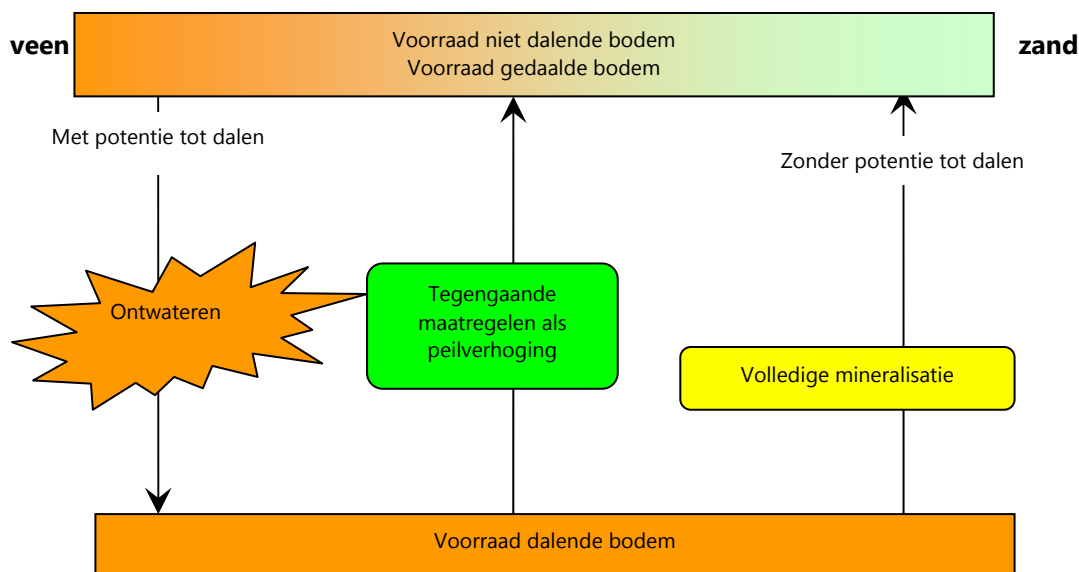 veen
Voorraad niet dalende bodem
Voorraad gedaalde bodem
zand
Met potentie tot dalen
Zonder potentie tot dalen
Ontwateren
Tegengaande
maatregelen als
peilverhoging
Volledige mineralisatie
Voorraad dalende bodem